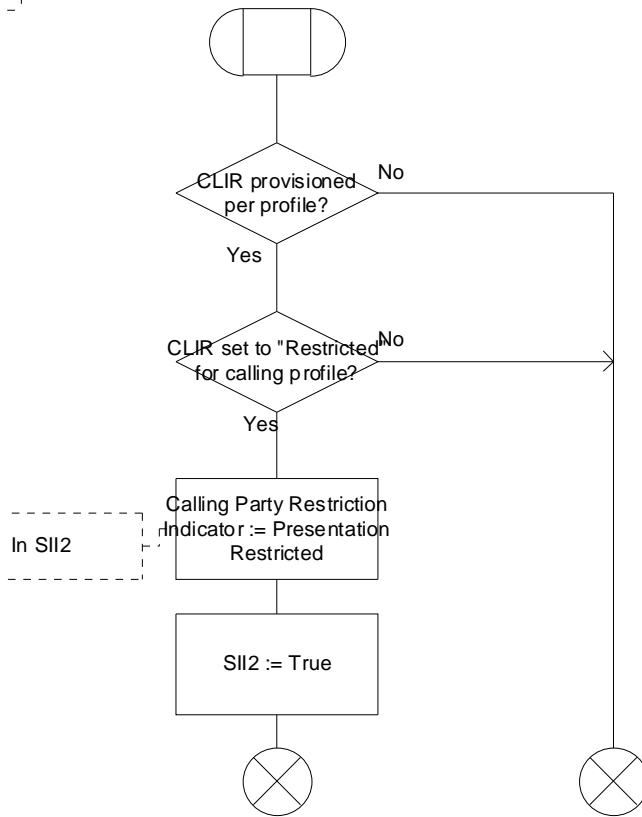 CLIR provisioned
per profile?
No
Yes
CLIR set to "Restricted"
for calling profile?
No
Yes
Calling Party Restriction
Indicator := Presentation
Restricted
In SII2
SII2 := True